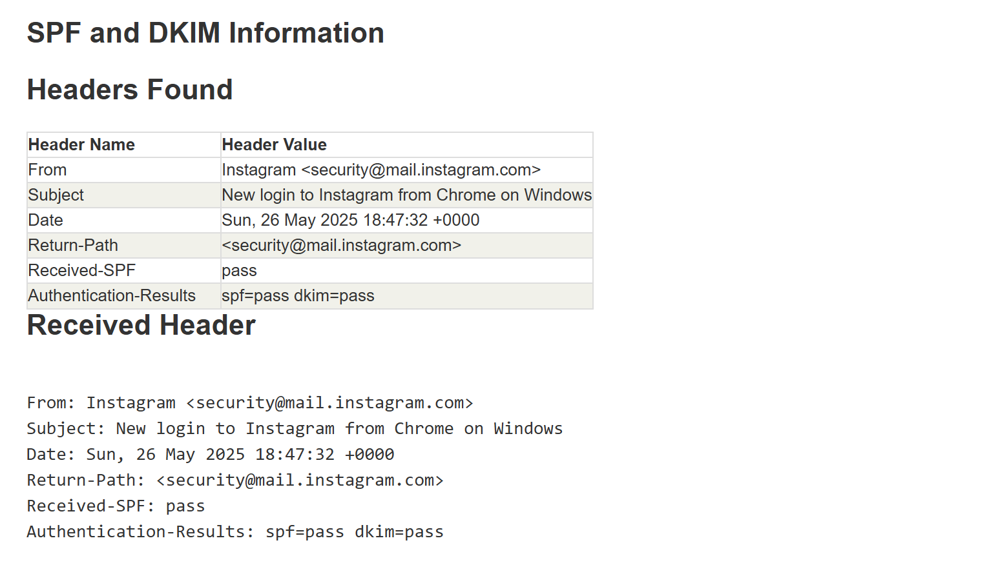 SPF and DKIM Information
Headers Found
Header Name Header Value
From Instagram <security@mail.instagram.com>
Subject New login to Instagram from Chrome on Windows
Date Sun, 26 May 2025 18:47:32 +0000
Return-Path <security@mail.instagram.com>
Received-SPF pass
Authentication-Results spf=pass dkim=pass
Received Header
From: Instagram <security@mail.instagram.com>
Subject: New login to Instagram from Chrome on Windows
Date: Sun, 26 May 2025 18:47:32 +0000
Return-Path: <security@mail.instagram.com>
Received-SPF: pass
Authentication-Results: spf=pass dkim=pass